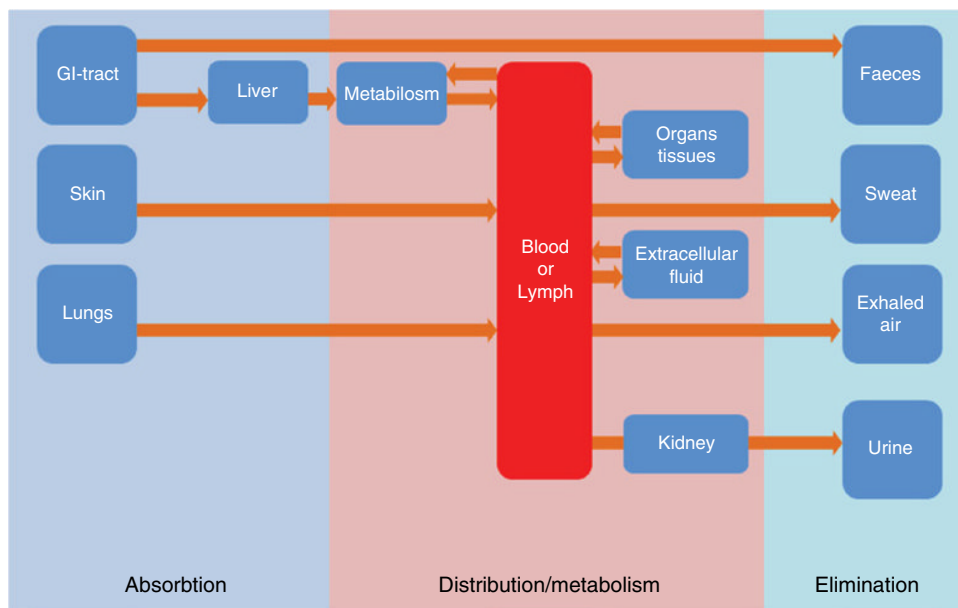 GI-tract
Liver
Metabilosm
Faeces
Organs
tissues
Skin
Sweat
Blood
or
Lymph
Extracellular
fluid
Lungs
Exhaled
air
Kidney
Urine
Absorbtion
Distribution/metabolism
Elimination